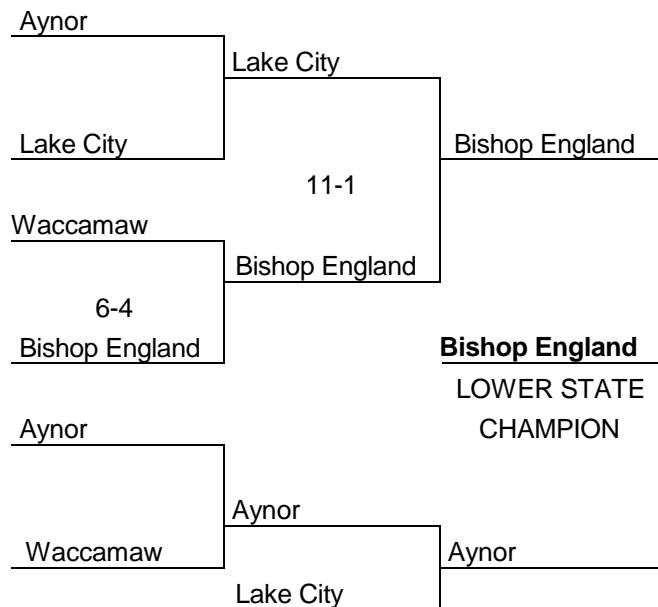 Aynor
Lake City
Lake City
Bishop England
11-1
Waccamaw
Bishop England
6-4
Bishop England
Bishop England
LOWER STATE
CHAMPION
Aynor
Aynor
Waccamaw
Aynor
Lake City